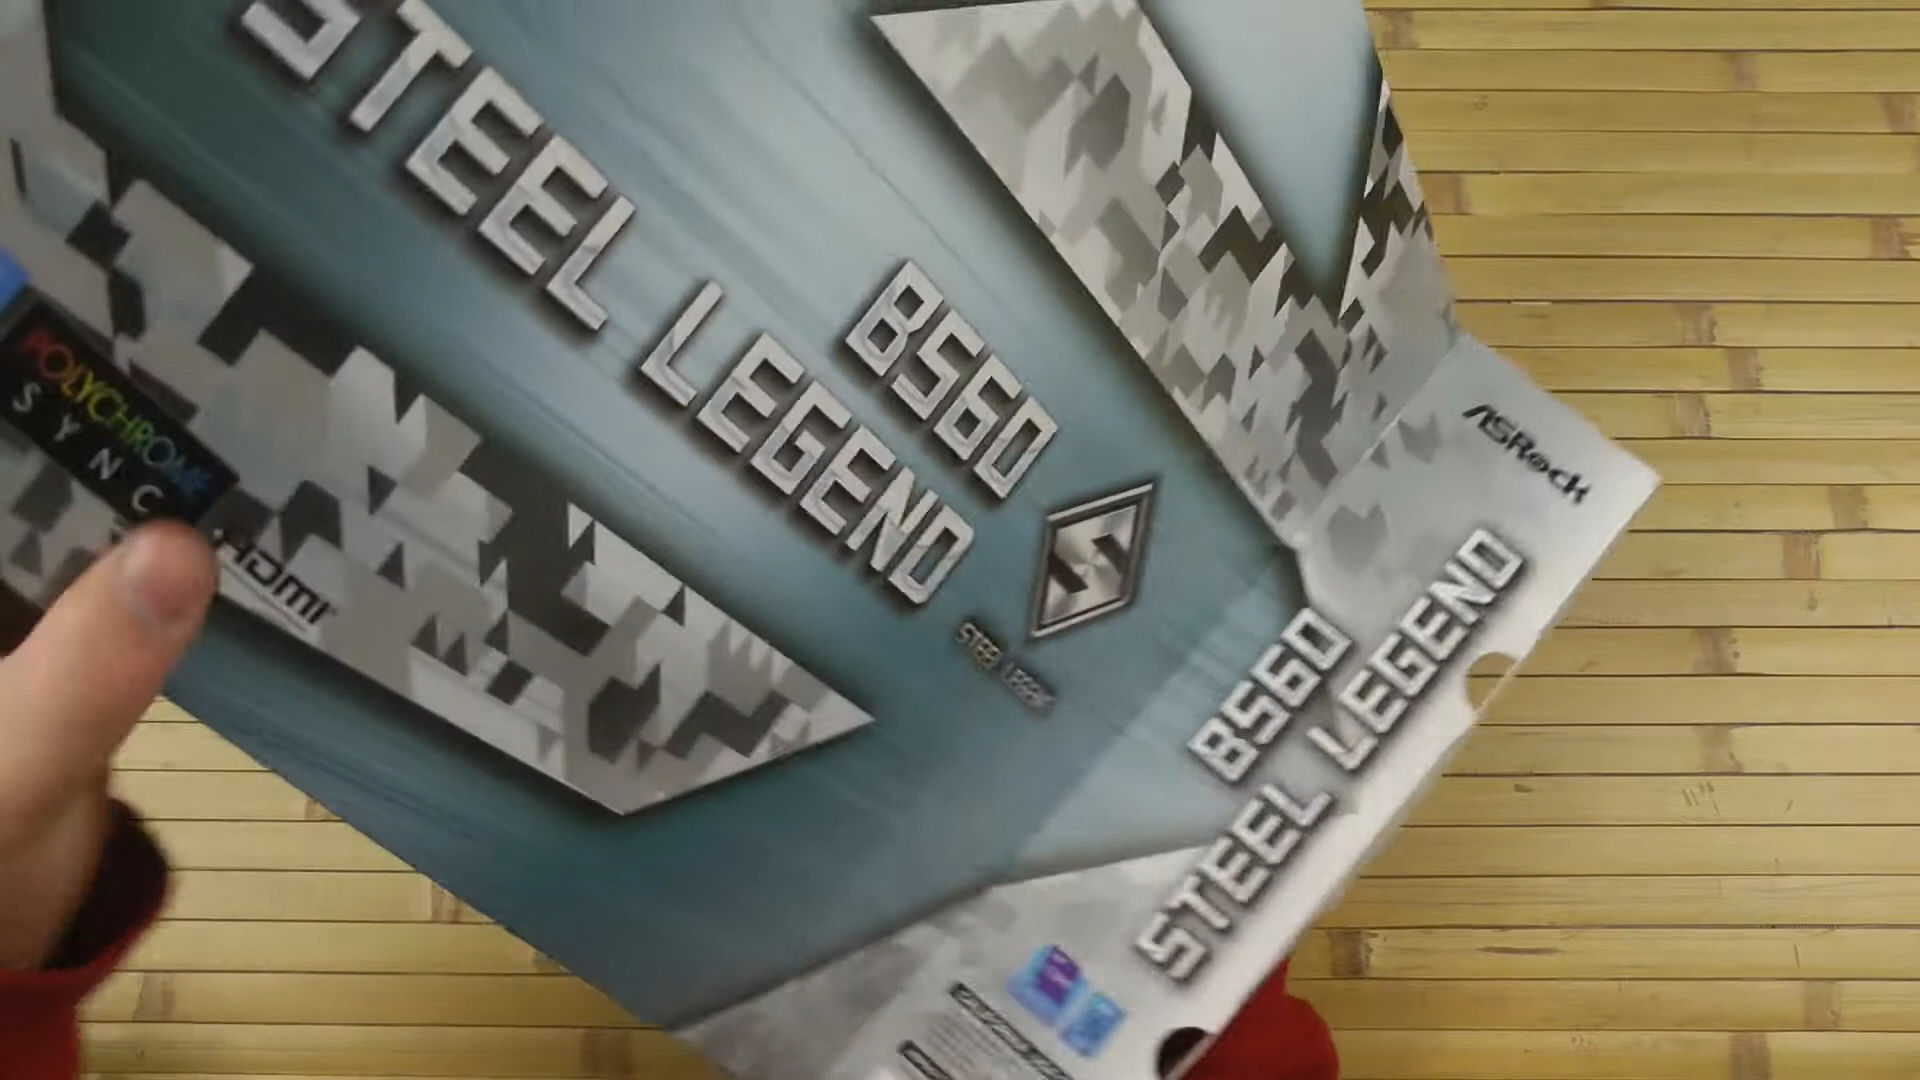 STEEL LEGEND
B560
STEEL LEGEND
POLYCHROME
SYNC
HDMI
ASRock
B560
STEEL LEGEND